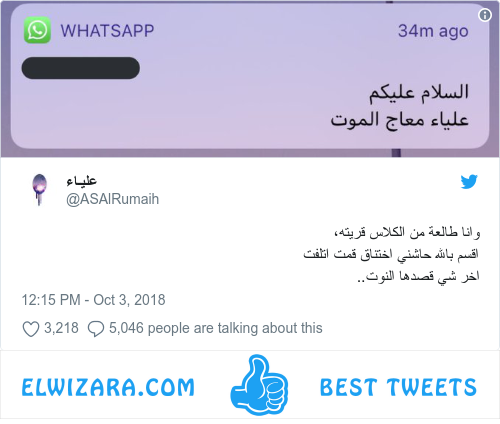 WHATSAPP 34m ago
السلام عليكم
علياء معاج الموت
عليـاء
@ASAlRumaih
وانا طالعة من الكلاس قريته،
اقسم بالله حاشني اختناق قمت اتلفت
اخر شي قصدها النوت..
12:15 PM - Oct 3, 2018
3,218 5,046 people are talking about this
ELWIZARA.COM BEST TWEETS